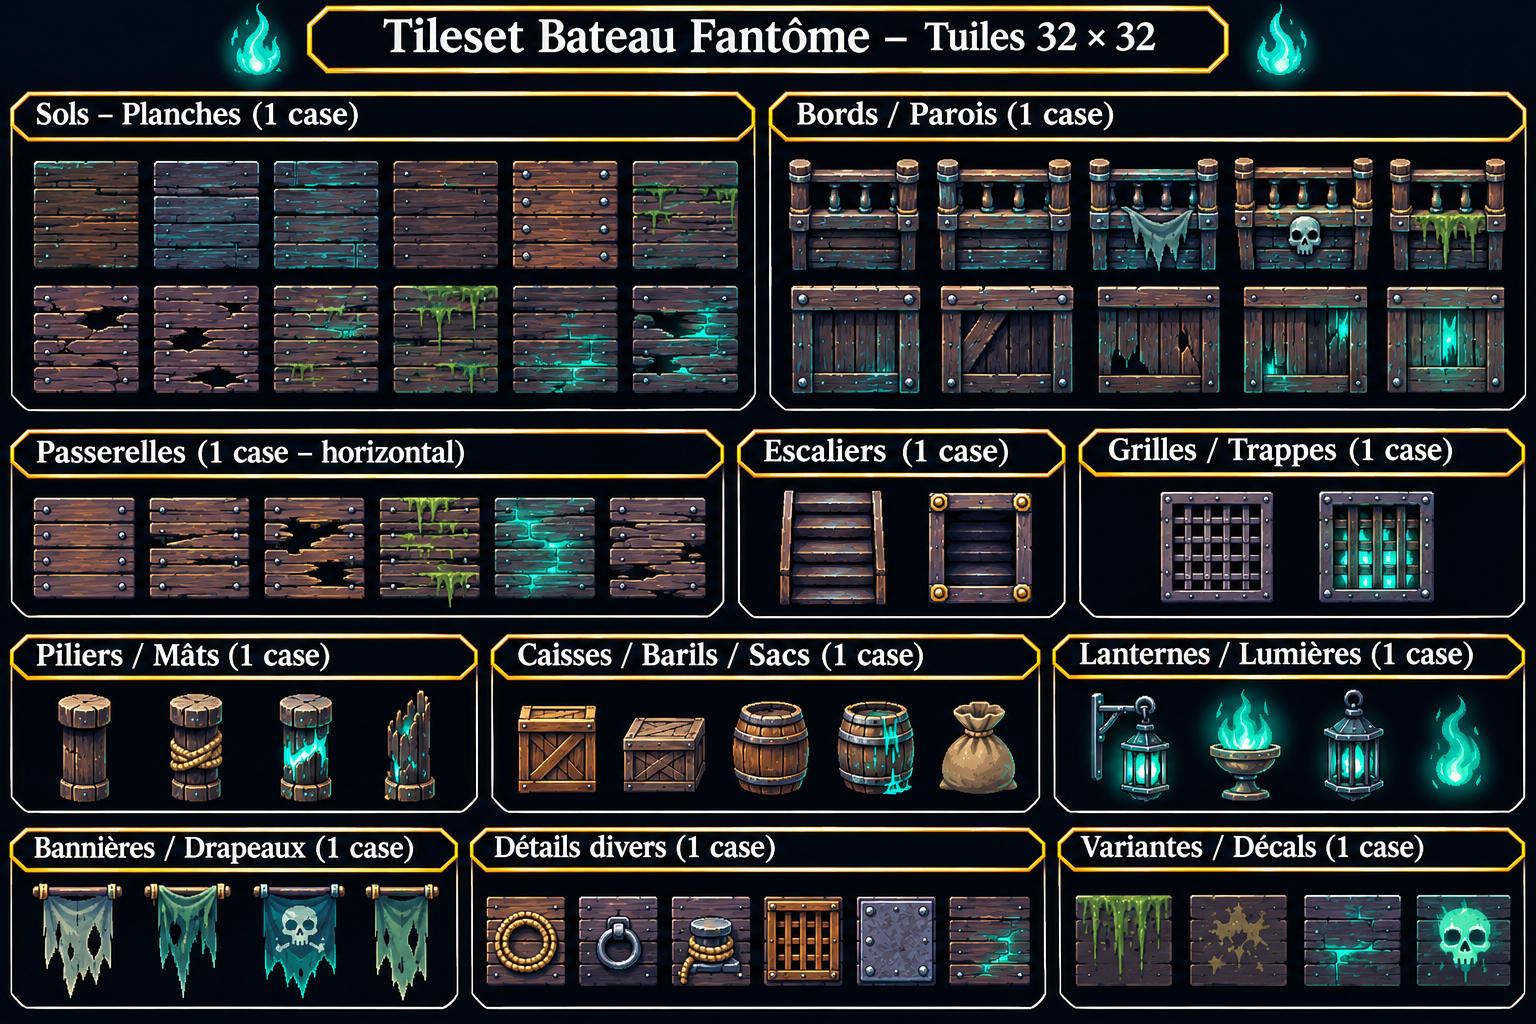 Tileset Bateau Fantôme – Tuiles 32 × 32
Sols – Planches (1 case)
Bords / Parois (1 case)
Passerelles (1 case – horizontal)
Escaliers (1 case)
Grilles / Trappes (1 case)
Piliers / Mâts (1 case)
Caisses / Barils / Sacs (1 case)
Lanternes / Lumières (1 case)
Bannières / Drapeaux (1 case)
Détails divers (1 case)
Variantes / Décals (1 case)